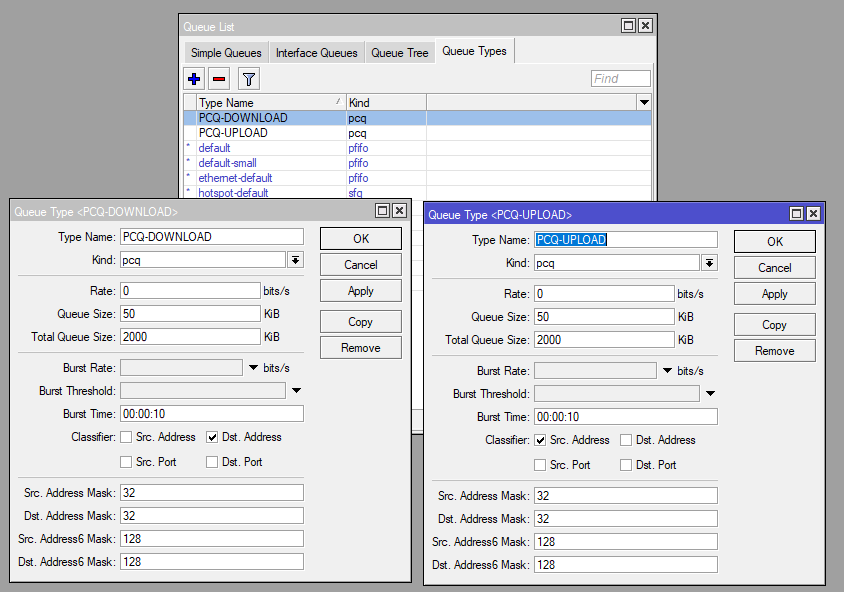 Queue List
Simple Queues Interface Queues Queue Tree Queue Types
Find
Type Name Kind
PCQ-DOWNLOAD pcq
PCQ-UPLOAD pcq
* default pfifo
* default-small pfifo
* ethernet-default pfifo
* hotspot-default sfq
Queue Type <PCQ-DOWNLOAD>
Type Name: PCQ-DOWNLOAD OK
Kind: pcq Cancel
Rate: 0 bits/s Apply
Queue Size: 50 KiB Copy
Total Queue Size: 2000 KiB Remove
Burst Rate: bits/s
Burst Threshold:
Burst Time: 00:00:10
Classifier: Src. Address Dst. Address
Src. Port Dst. Port
Src. Address Mask: 32
Dst. Address Mask: 32
Src. Address6 Mask: 128
Dst. Address6 Mask: 128
Queue Type <PCQ-UPLOAD>
Type Name: PCQ-UPLOAD OK
Kind: pcq Cancel
Rate: 0 bits/s Apply
Queue Size: 50 KiB Copy
Total Queue Size: 2000 KiB Remove
Burst Rate: bits/s
Burst Threshold:
Burst Time: 00:00:10
Classifier: Src. Address Dst. Address
Src. Port Dst. Port
Src. Address Mask: 32
Dst. Address Mask: 32
Src. Address6 Mask: 128
Dst. Address6 Mask: 128